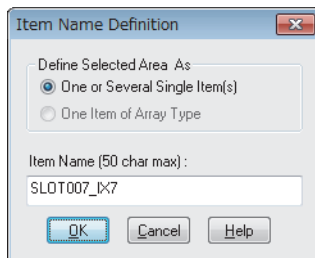 Item Name Definition
Define Selected Area As
One or Several Single Item(s)
One Item of Array Type
Item Name (50 char max) :
SLOT007_IX7
OK Cancel Help